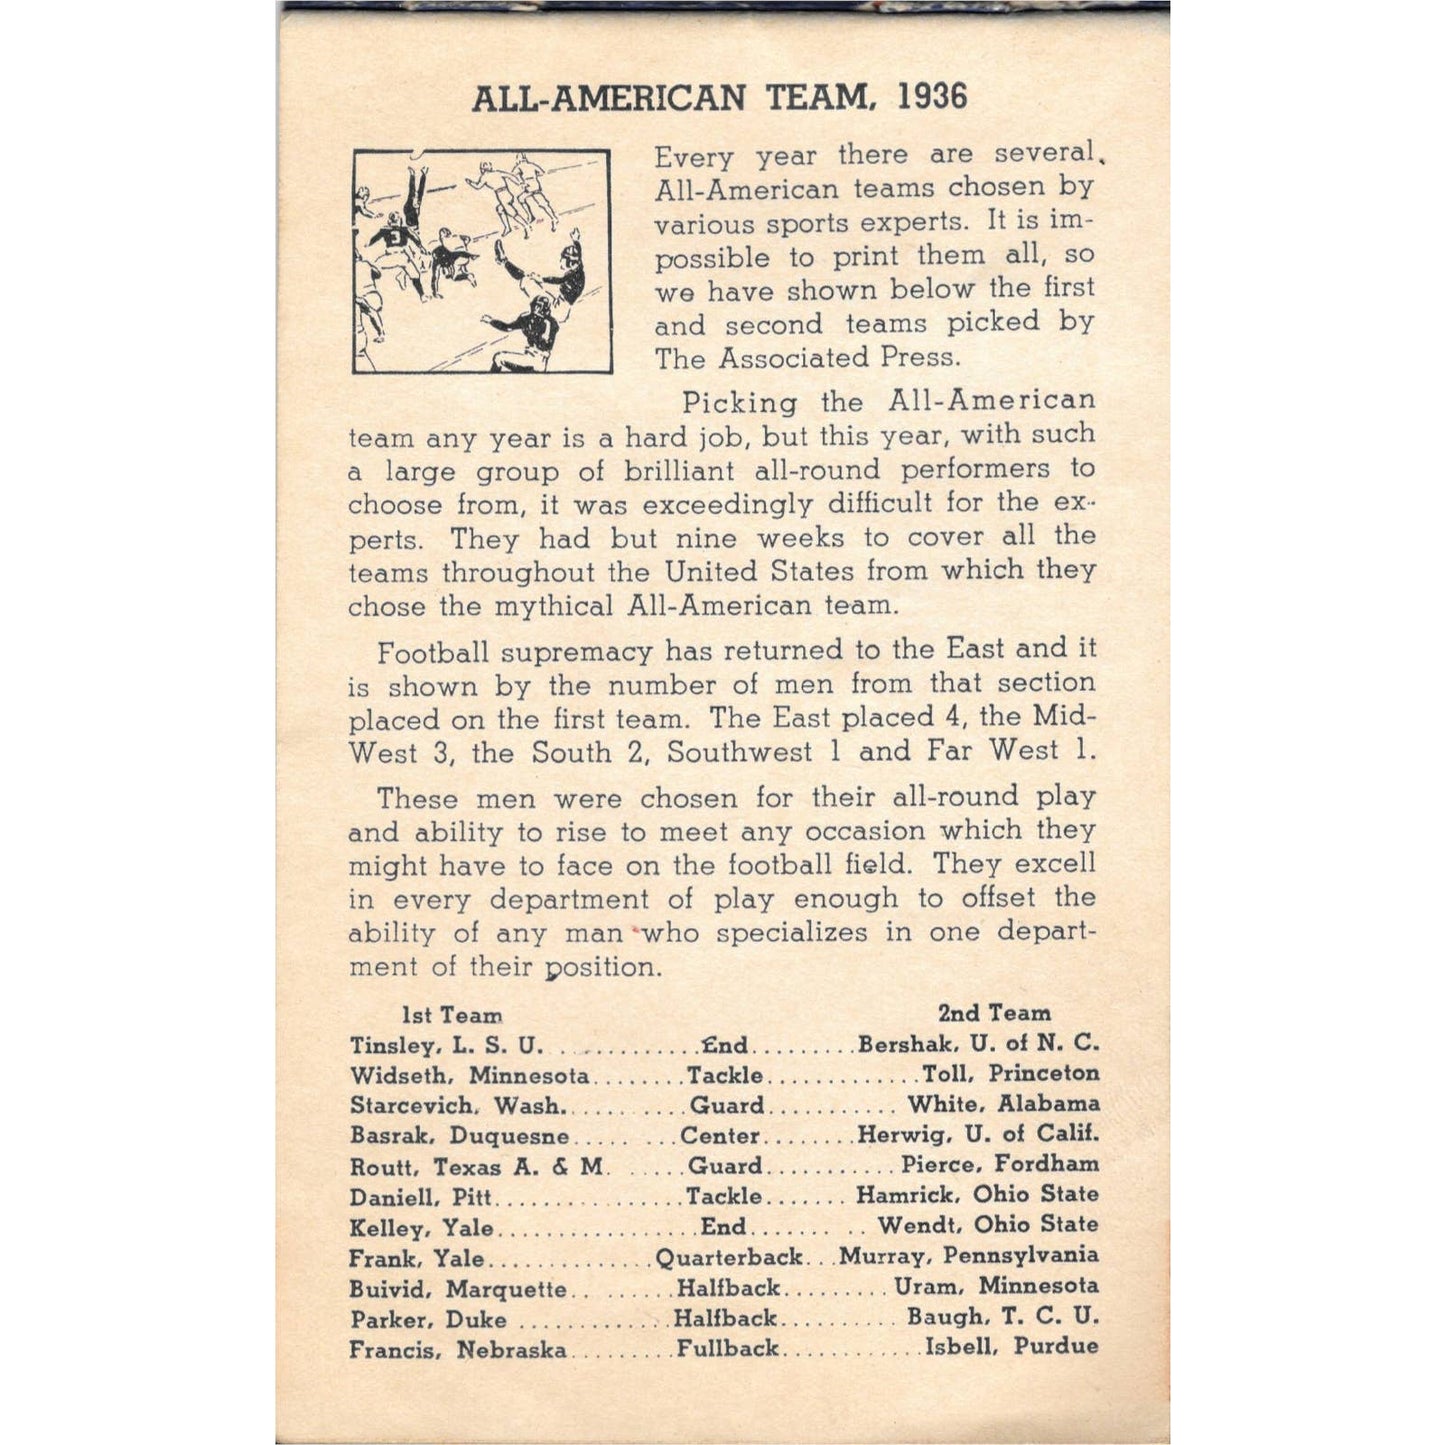 ALL-AMERICAN TEAM, 1936
Every year there are several
All-American teams chosen by
various sports experts. It is im-
possible to print them all, so
we have shown below the first
and second teams picked by
The Associated Press.
Picking the All-American
team any year is a hard job, but this year, with such
a large group of brilliant all-round performers to
choose from, it was exceedingly difficult for the ex-
perts. They had but nine weeks to cover all the
teams throughout the United States from which they
chose the mythical All-American team.
Football supremacy has returned to the East and it
is shown by the number of men from that section
placed on the first team. The East placed 4, the Mid-
West 3, the South 2, Southwest 1 and Far West 1.
These men were chosen for their all-round play
and ability to rise to meet any occasion which they
might have to face on the football field. They excell
in every department of play enough to offset the
ability of any man who specializes in one depart-
ment of their position.
1st Team 2nd Team
Tinsley, L. S. U. ............End.........Bershak, U. of N. C.
Widseth, Minnesota........Tackle.............Toll, Princeton
Starcevich, Wash...........Guard...........White, Alabama
Basrak, Duquesne..... ...Center........Herwig, U. of Calif.
Routt, Texas A. & M. ......Guard...........Pierce, Fordham
Daniell, Pitt................Tackle.......Hamrick, Ohio State
Kelley, Yale.................End....... .. Wendt, Ohio State
Frank, Yale..............Quarterback...Murray, Pennsylvania
Buivid, Marquette.. ......Halfback.........Uram, Minnesota
Parker, Duke .............Halfback..........Baugh, T. C. U.
Francis, Nebraska.........Fullback............Isbell, Purdue
3
1